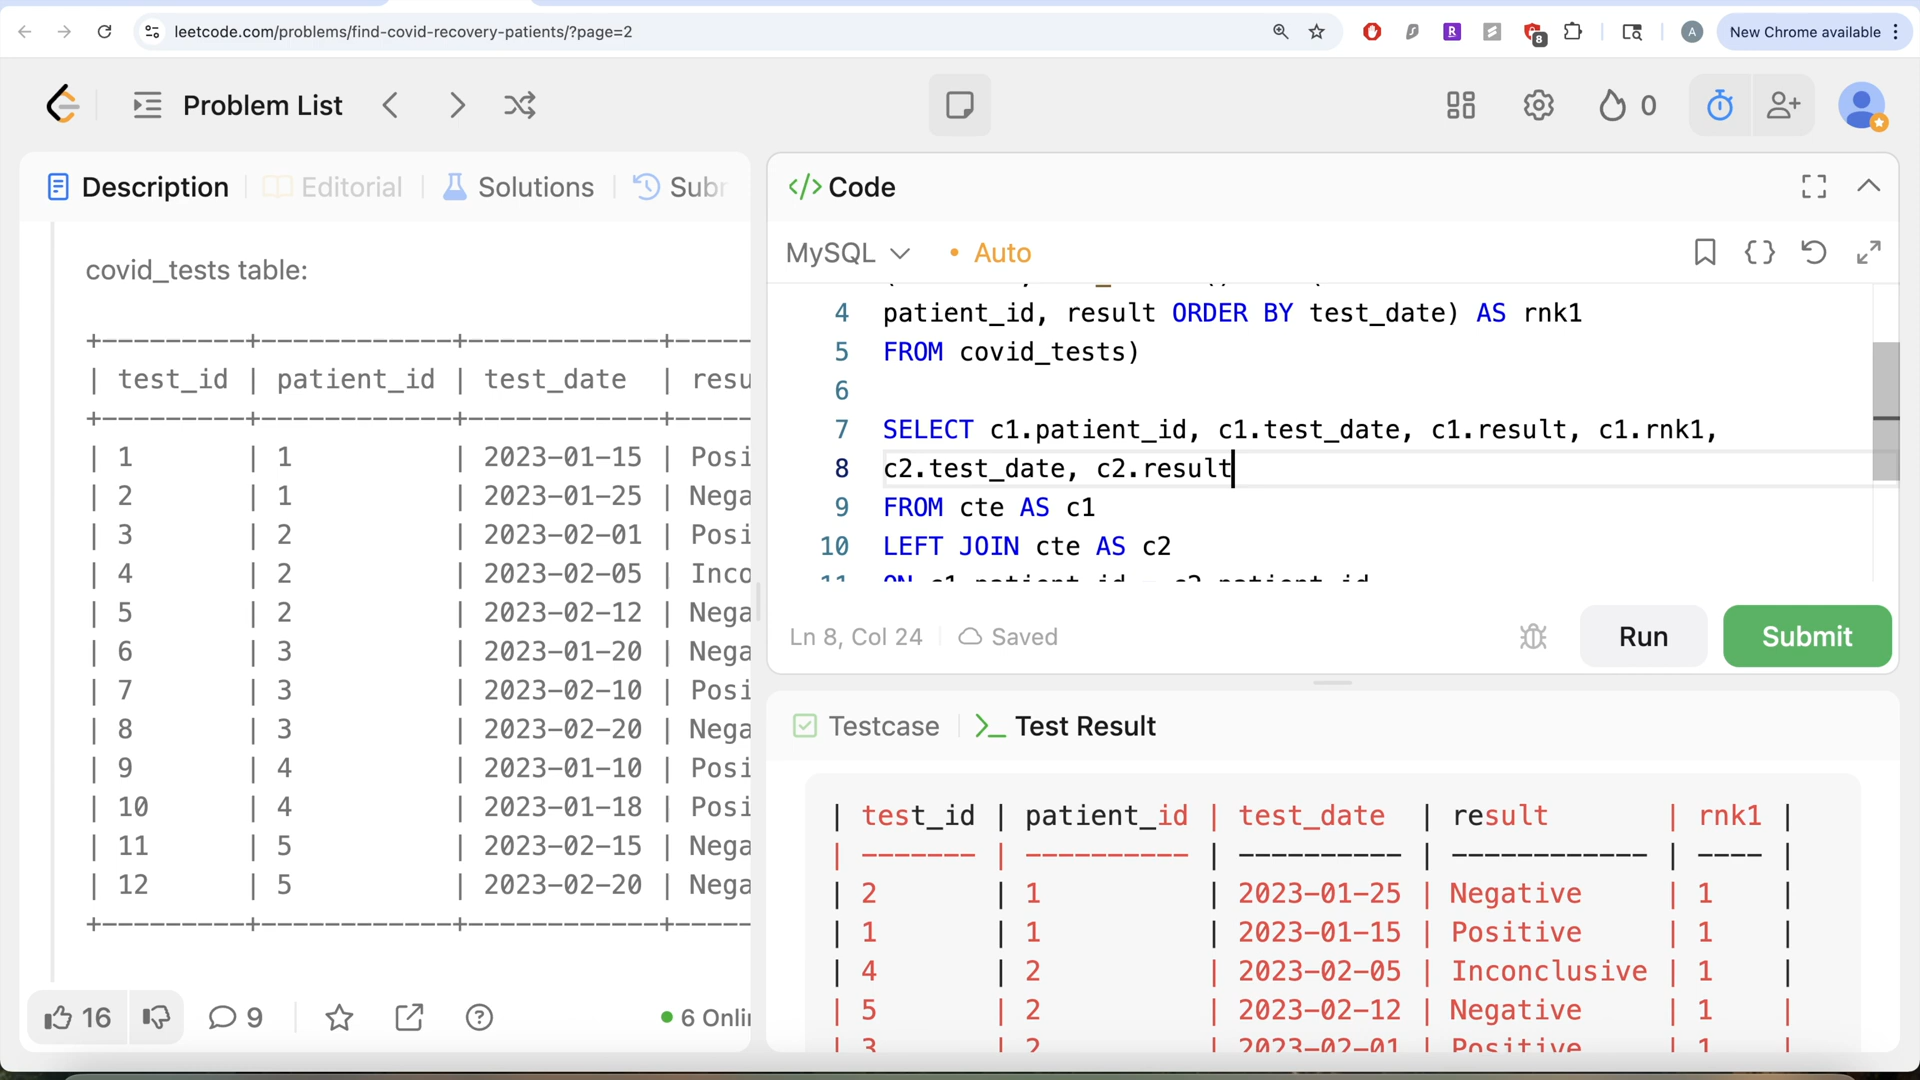 leetcode.com/problems/find-covid-recovery-patients/?page=2
8
A
New Chrome available
Problem List
0
Description
Editorial
Solutions
covid_tests table:
+---------+------------+-------------+----
| test_id | patient_id | test_date | resu
+---------+------------+-------------+----
| 1 | 1 | 2023-01-15 | Posi
| 2 | 1 | 2023-01-25 | Nega
| 3 | 2 | 2023-02-01 | Posi
| 4 | 2 | 2023-02-05 | Inco
| 5 | 2 | 2023-02-12 | Nega
| 6 | 3 | 2023-01-20 | Nega
| 7 | 3 | 2023-02-10 | Posi
| 8 | 3 | 2023-02-20 | Nega
| 9 | 4 | 2023-01-10 | Posi
| 10 | 4 | 2023-01-18 | Posi
| 11 | 5 | 2023-02-15 | Nega
| 12 | 5 | 2023-02-20 | Nega
+---------+------------+-------------+----
16
9
6 Onli
</> Code
MySQL
• Auto
4 patient_id, result ORDER BY test_date) AS rnk1
5 FROM covid_tests)
6
7 SELECT c1.patient_id, c1.test_date, c1.result, c1.rnk1,
8 c2.test_date, c2.result
9 FROM cte AS c1
10 LEFT JOIN cte AS c2
Ln 8, Col 24
Saved
Run
Submit
Testcase
>_ Test Result
| test_id | patient_id | test_date | result | rnk1 |
| ------- | ---------- | ---------- | ------------ | ---- |
| 2 | 1 | 2023-01-25 | Negative | 1 |
| 1 | 1 | 2023-01-15 | Positive | 1 |
| 4 | 2 | 2023-02-05 | Inconclusive | 1 |
| 5 | 2 | 2023-02-12 | Negative | 1 |
| 3 | 2 | 2023-02-01 | Positive | 1 |